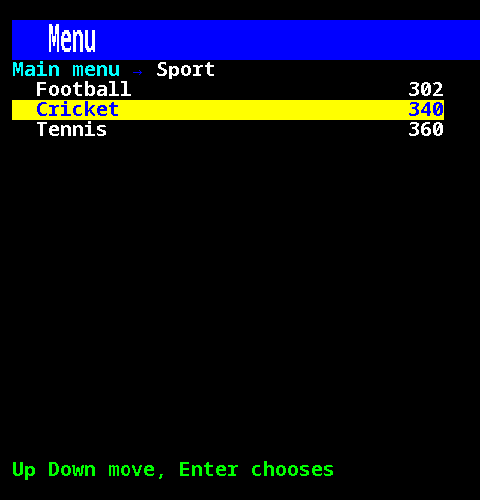 Menu
Main menu - Sport
Football 302
Cricket 340
Tennis 360
Up Down move, Enter chooses